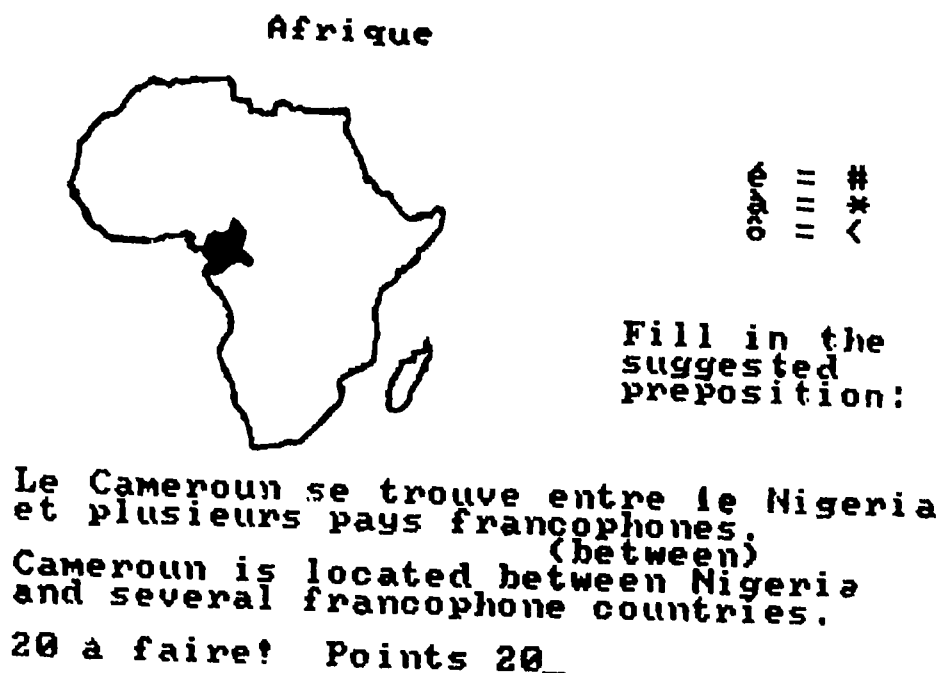 Afrique
é = #
= *
= <
Fill in the
suggested
preposition:
Le Cameroun se trouve entre le Nigeria
et plusieurs pays francophones.
(between)
Cameroun is located between Nigeria
and several francophone countries.
20 à faire! Points 20_